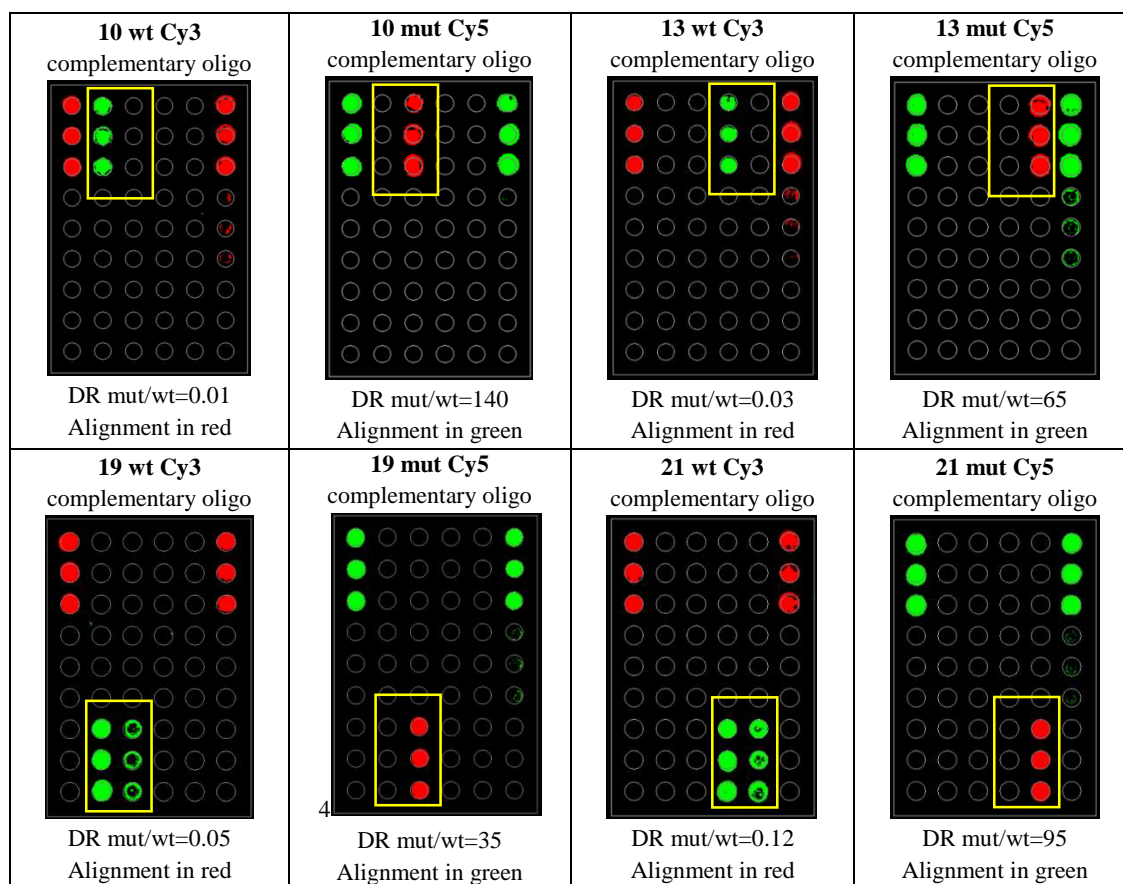 10 wt Cy3
complementary oligo
DR mut/wt=0.01
Alignment in red
10 mut Cy5
complementary oligo
DR mut/wt=140
Alignment in green
13 wt Cy3
complementary oligo
DR mut/wt=0.03
Alignment in red
13 mut Cy5
complementary oligo
DR mut/wt=65
Alignment in green
19 wt Cy3
complementary oligo
DR mut/wt=0.05
Alignment in red
19 mut Cy5
complementary oligo
4
DR mut/wt=35
Alignment in green
21 wt Cy3
complementary oligo
DR mut/wt=0.12
Alignment in red
21 mut Cy5
complementary oligo
DR mut/wt=95
Alignment in green